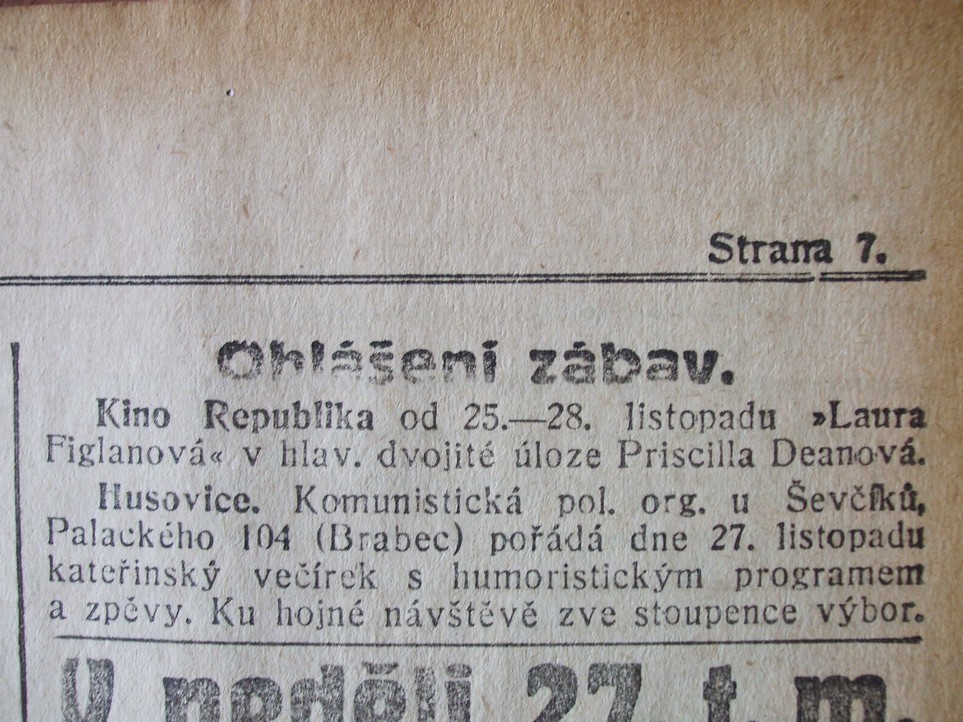 Strana 7.
Ohlášení zábav.
Kino Republika od 25.—28. listopadu »Laura
Figlanová« v hlav. dvojité úloze Priscilla Deanová.
Husovice. Komunistická pol. org. u Ševčíků,
Palackého 104 (Brabec) pořádá dne 27. listopadu
kateřinský večírek s humoristickým programem
a zpěvy. Ku hojné návštěvě zve stoupence výbor.
V neděli 27. t. m.